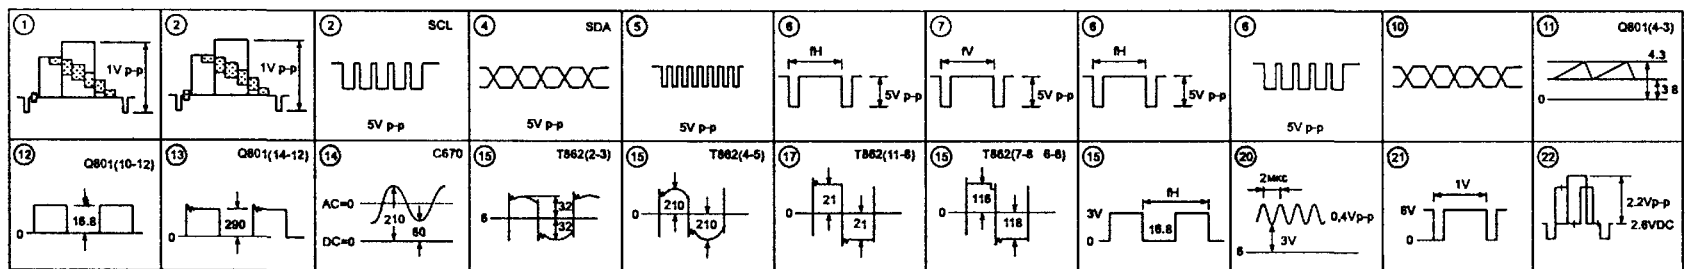 1
1V p-p
2
1V p-p
2 SCL
5V p-p
4 SDA
5V p-p
5
5V p-p
6
fH
5V p-p
7
fV
5V p-p
6
fH
5V p-p
6
5V p-p
10
11 Q801(4-3)
4.3
3 8
0
12 Q801(10-12)
16.8
0
13 Q801(14-12)
290
0
14 C670
AC=0
210
60
DC=0
15 T862(2-3)
32
6
32
15 T862(4-5)
210
0
210
17 T862(11-6)
21
0
21
15 T862(7-8 6-8)
116
0
116
15
fH
3V
16.8
0
20
2мкс
0,4Vp-p
3V
6
21
1V
6V
0
22
2.2Vp-p
2.6VDC